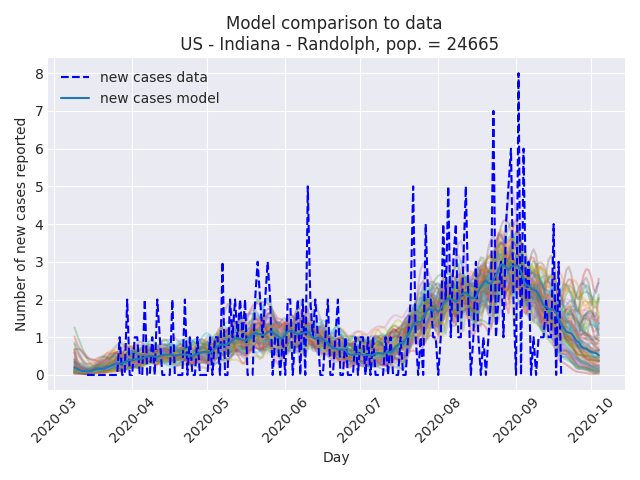 Model comparison to data
US - Indiana - Randolph, pop. = 24665
new cases data
new cases model
Number of new cases reported
8
7
6
5
4
3
2
1
0
2020-03
2020-04
2020-05
2020-06
2020-07
2020-08
2020-09
2020-10
Day